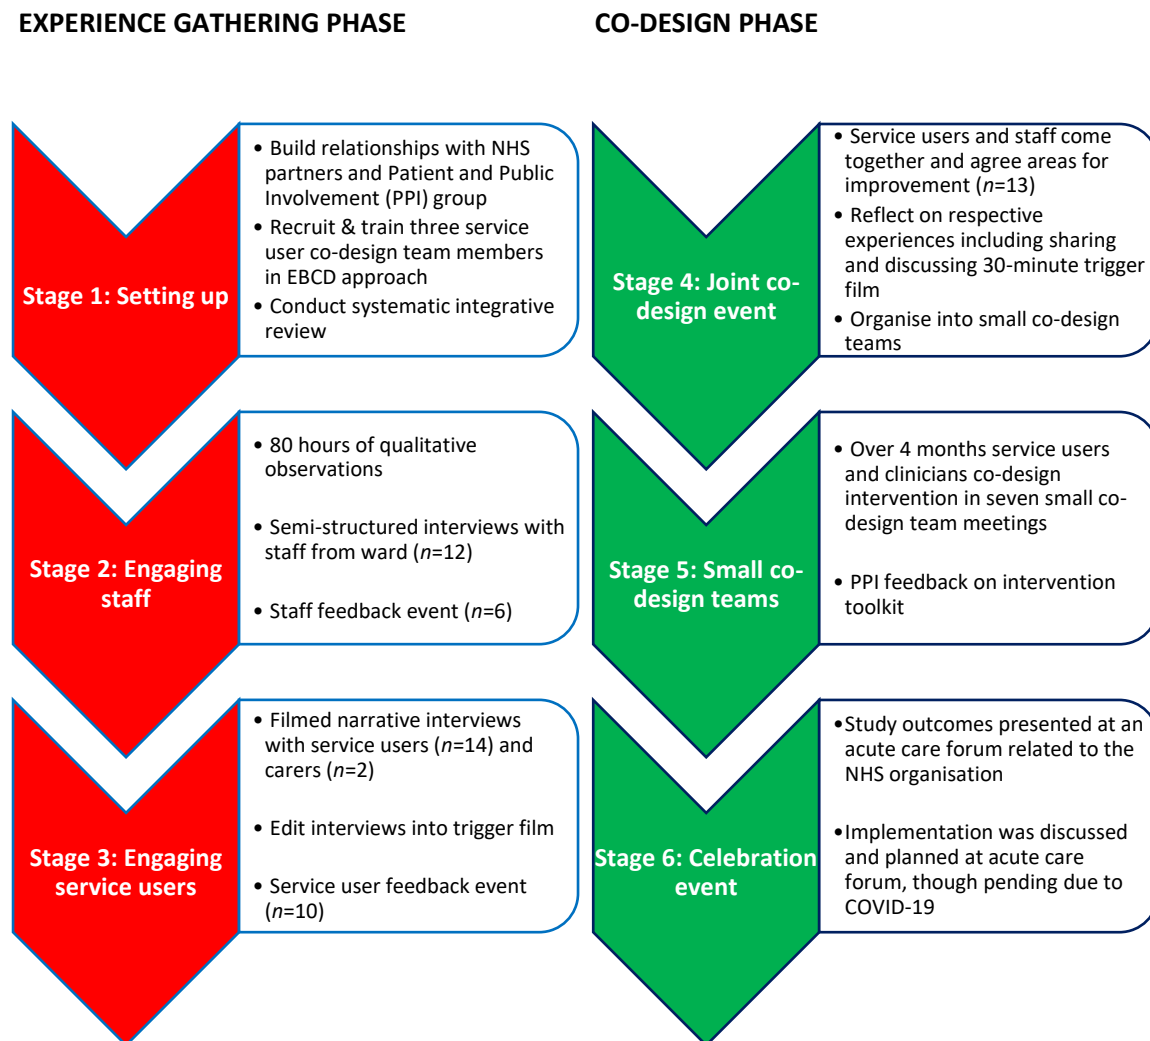 EXPERIENCE GATHERING PHASE
Stage 1: Setting up
• Build relationships with NHS
partners and Patient and Public
Involvement (PPI) group
• Recruit & train three service
user co-design team members
in EBCD approach
• Conduct systematic integrative
review
Stage 2: Engaging
staff
• 80 hours of qualitative
observations
• Semi-structured interviews with
staff from ward (n=12)
• Staff feedback event (n=6)
Stage 3: Engaging
service users
• Filmed narrative interviews
with service users (n=14) and
carers (n=2)
• Edit interviews into trigger film
• Service user feedback event
(n=10)
CO-DESIGN PHASE
Stage 4: Joint co-
design event
• Service users and staff come
together and agree areas for
improvement (n=13)
• Reflect on respective
experiences including sharing
and discussing 30-minute trigger
film
• Organise into small co-design
teams
Stage 5: Small co-
design teams
• Over 4 months service users
and clinicians co-design
intervention in seven small co-
design team meetings
• PPI feedback on intervention
toolkit
Stage 6: Celebration
event
•Study outcomes presented at an
acute care forum related to the
NHS organisation
•Implementation was discussed
and planned at acute care
forum, though pending due to
COVID-19